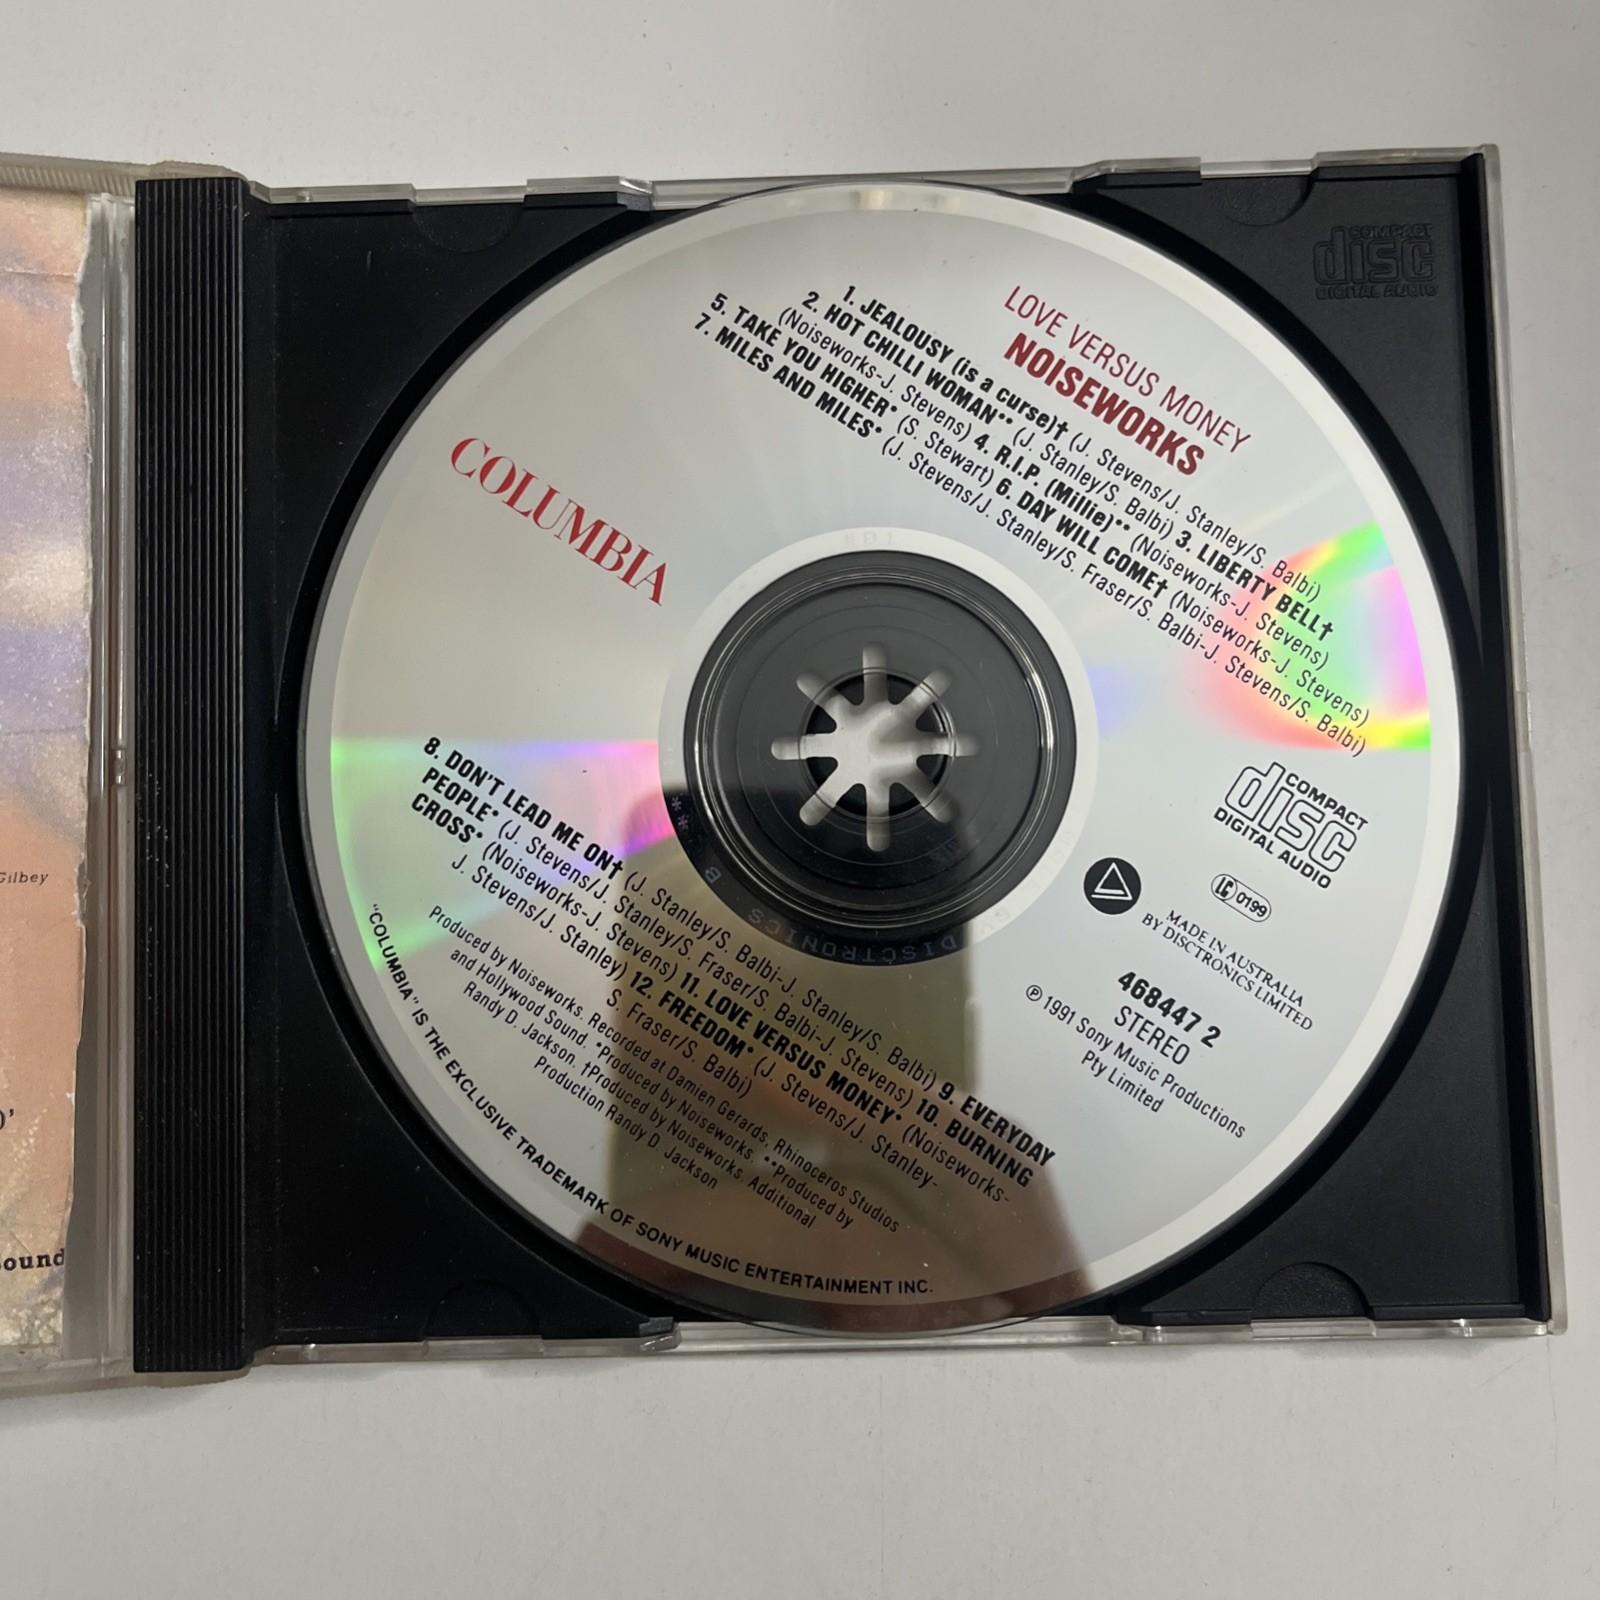 LOVE VERSUS MONEY
NOISEWORKS
1. JEALOUSY (is a curse)† (J. Stevens/J. Stanley/S. Balbi)
2. HOT CHILLI WOMAN** (J. Stanley/S. Balbi) 3. LIBERTY BELL†
(Noiseworks-J. Stevens) 4. R.I.P. (Millie)** (Noiseworks-J. Stevens)
5. TAKE YOU HIGHER* (S. Stewart) 6. DAY WILL COME† (Noiseworks-J. Stevens)
7. MILES AND MILES* (J. Stevens/J. Stanley/S. Fraser/S. Balbi-J. Stevens/S. Balbi)
COLUMBIA
COMPACT
disc
DIGITAL AUDIO
COMPACT
disc
DIGITAL AUDIO
LC 0199
MADE IN AUSTRALIA
BY DISCTRONICS LIMITED
468447 2
STEREO
℗ 1991 Sony Music Productions
Pty Limited
8. DON'T LEAD ME ON† (J. Stanley/S. Balbi-J. Stanley/S. Balbi) 9. EVERYDAY
PEOPLE* (J. Stevens/J. Stanley/S. Fraser/S. Balbi-J. Stevens) 10. BURNING
CROSS* (Noiseworks-J. Stevens) 11. LOVE VERSUS MONEY* (Noiseworks-
J. Stevens/J. Stanley) 12. FREEDOM* (J. Stevens/J. Stanley-
S. Fraser/S. Balbi)
Produced by Noiseworks. Recorded at Damien Gerards, Rhinoceros Studios
and Hollywood Sound. *Produced by Noiseworks. **Produced by
Randy D. Jackson. †Produced by Noiseworks. Additional
Production Randy D. Jackson
"COLUMBIA" IS THE EXCLUSIVE TRADEMARK OF SONY MUSIC ENTERTAINMENT INC.
DISCTRONICS B **
Gilbey
ound